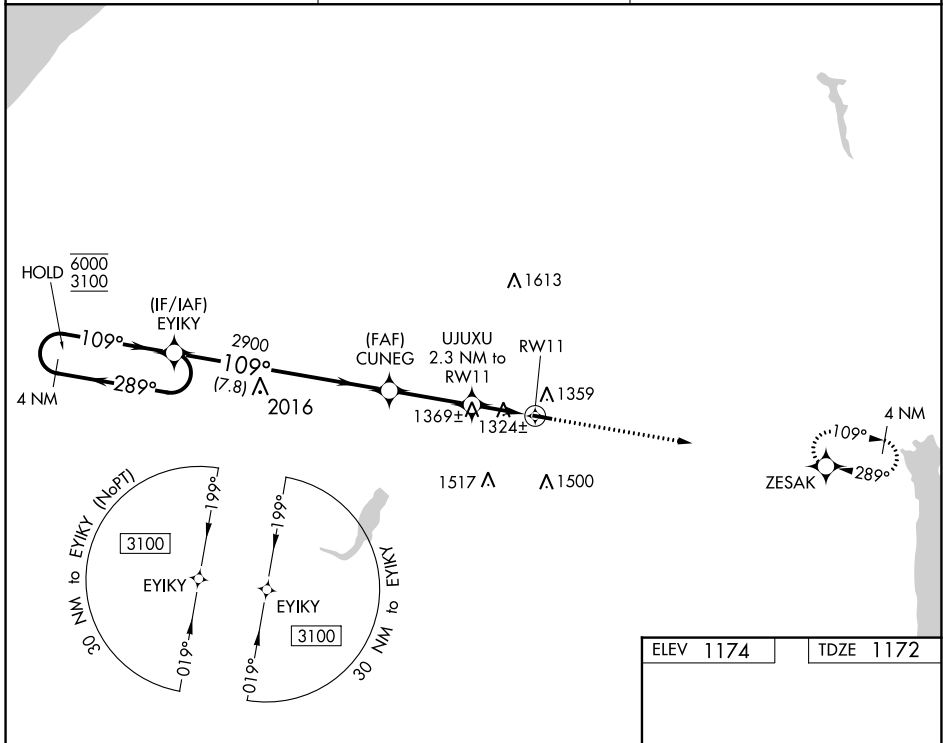 HOLD
6000
3100
109°
289°
4 NM
(IF/IAF)
EYIKY
2900
109°
(7.8)
2016
(FAF)
CUNEG
UJUXU
2.3 NM to
RW11
RW11
1613
1359
1369±
1324±
1517
1500
4 NM
109°
289°
ZESAK
30 NM to EYIKY (NoPT)
199°
3100
EYIKY
019°
199°
EYIKY
3100
019°
30 NM to EYIKY
ELEV 1174
TDZE 1172